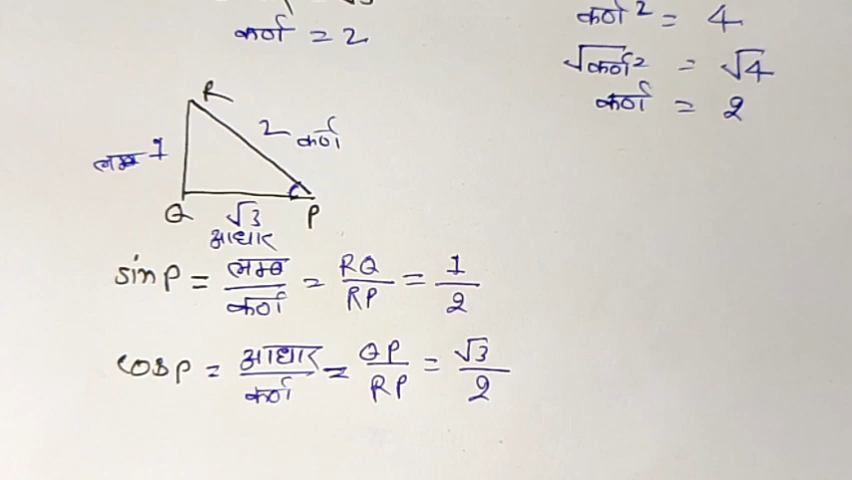 कर्ण = 2
कर्ण² = 4
√कर्ण² = √4
कर्ण = 2
R
लम्ब 1
2 कर्ण
Q √3 P
आधार
sin P = लम्ब/कर्ण = RQ/RP = 1/2
cos P = आधार/कर्ण = QP/RP = √3/2